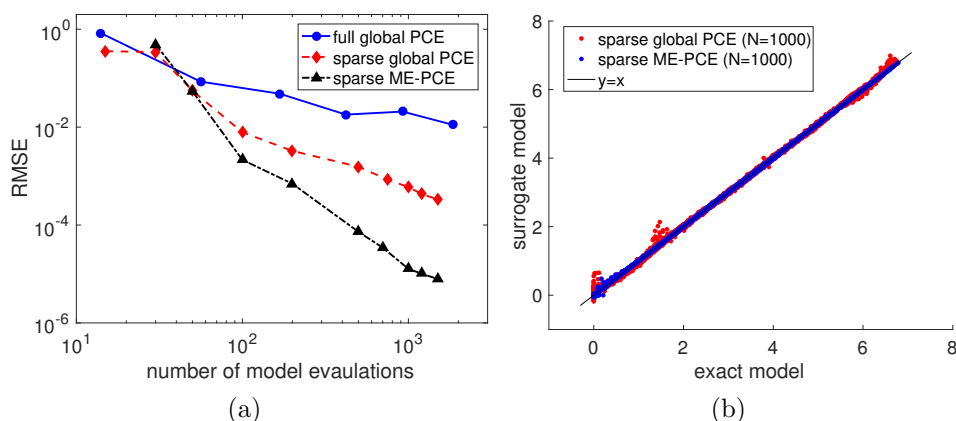 10^0
10^-2
10^-4
10^-6
10^1
10^2
10^3
RMSE
number of model evaulations
full global PCE
sparse global PCE
sparse ME-PCE
(a)
sparse global PCE (N=1000)
sparse ME-PCE (N=1000)
y=x
8
6
4
2
0
surrogate model
0
2
4
6
8
exact model
(b)